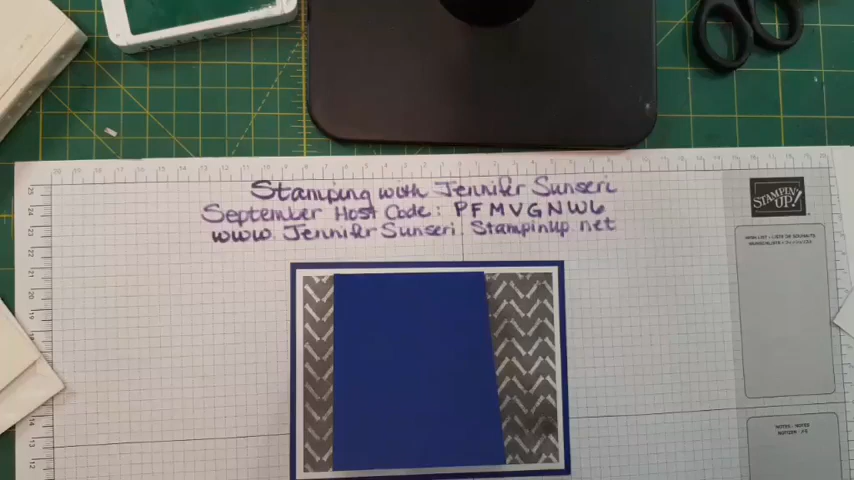 Stamping with Jennifer Sunseri
September Host Code: PFMVGNW6
www.JenniferSunseri.Stampinup.net
STAMPIN' UP!